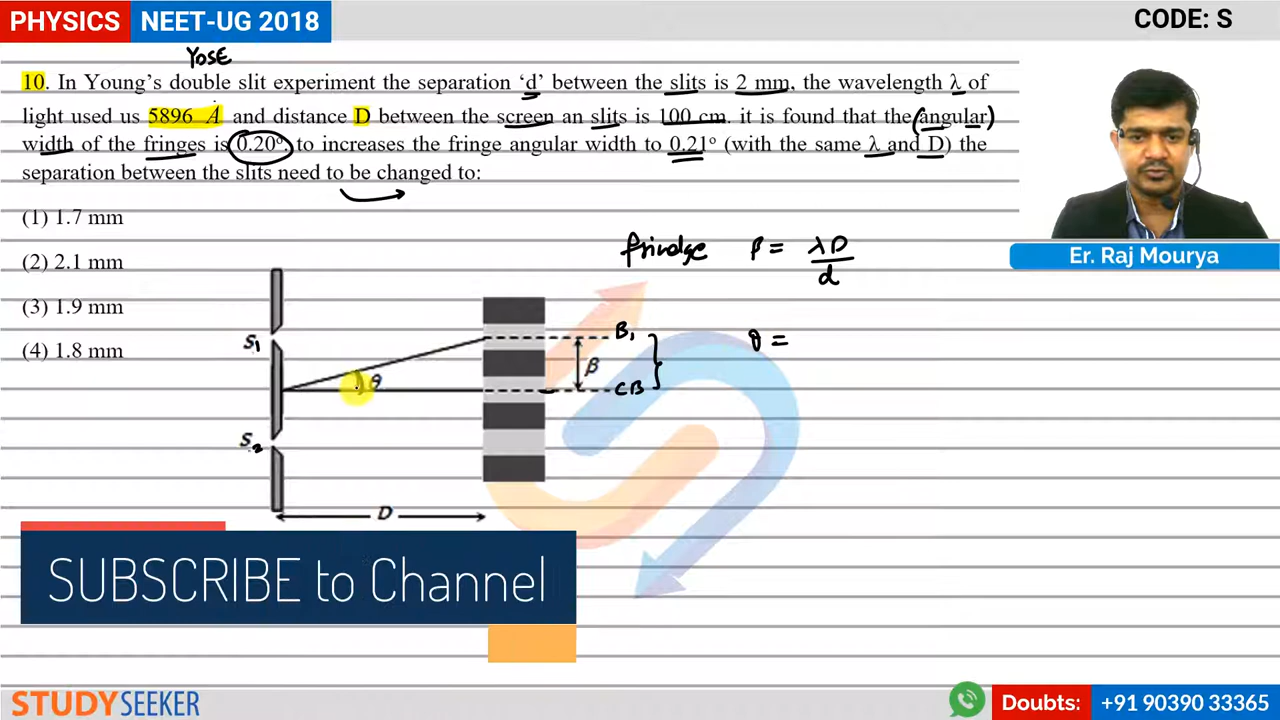 PHYSICS NEET-UG 2018 CODE: S
YDSE
10. In Young's double slit experiment the separation 'd' between the slits is 2 mm, the wavelength λ of
light used us 5896 Å and distance D between the screen an slits is 100 cm. it is found that the (angular)
width of the fringes is 0.20°. to increases the fringe angular width to 0.21° (with the same λ and D) the
separation between the slits need to be changed to:
(1) 1.7 mm
(2) 2.1 mm
(3) 1.9 mm
(4) 1.8 mm
Er. Raj Mourya
frindge β = λD/d
S1
S2
θ
β
B1
CB
θ =
D
SUBSCRIBE to Channel
STUDY SEEKER
Doubts: +91 90390 33365